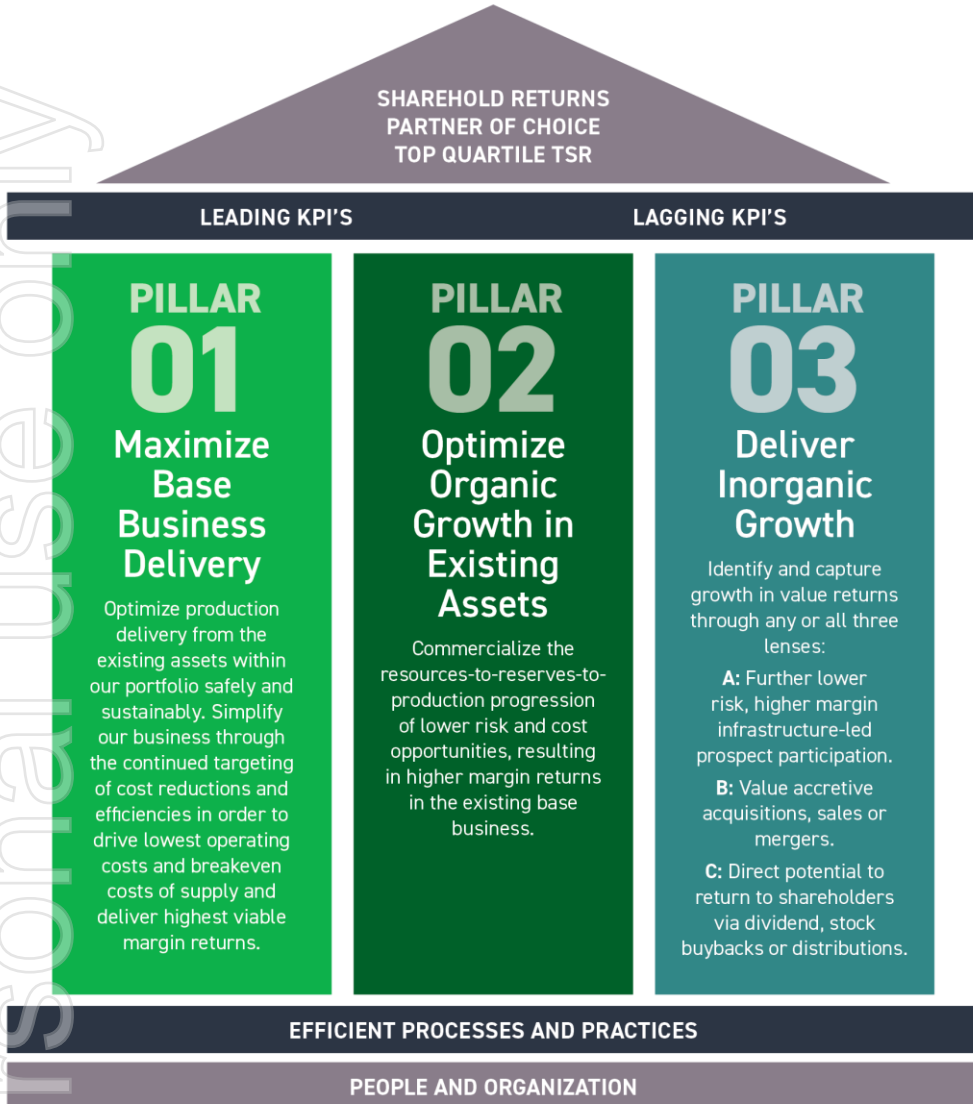 SHAREHOLD RETURNS
PARTNER OF CHOICE
TOP QUARTILE TSR
LEADING KPI'S
LAGGING KPI'S
PILLAR
01
Maximize
Base
Business
Delivery
Optimize production
delivery from the
existing assets within
our portfolio safely and
sustainably. Simplify
our business through
the continued targeting
of cost reductions and
efficiencies in order to
drive lowest operating
costs and breakeven
costs of supply and
deliver highest viable
margin returns.
PILLAR
02
Optimize
Organic
Growth in
Existing
Assets
Commercialize the
resources-to-reserves-to-
production progression
of lower risk and cost
opportunities, resulting
in higher margin returns
in the existing base
business.
PILLAR
03
Deliver
Inorganic
Growth
Identify and capture
growth in value returns
through any or all three
lenses:
A: Further lower
risk, higher margin
infrastructure-led
prospect participation.
B: Value accretive
acquisitions, sales or
mergers.
C: Direct potential to
return to shareholders
via dividend, stock
buybacks or distributions.
EFFICIENT PROCESSES AND PRACTICES
PEOPLE AND ORGANIZATION
rsonal use only